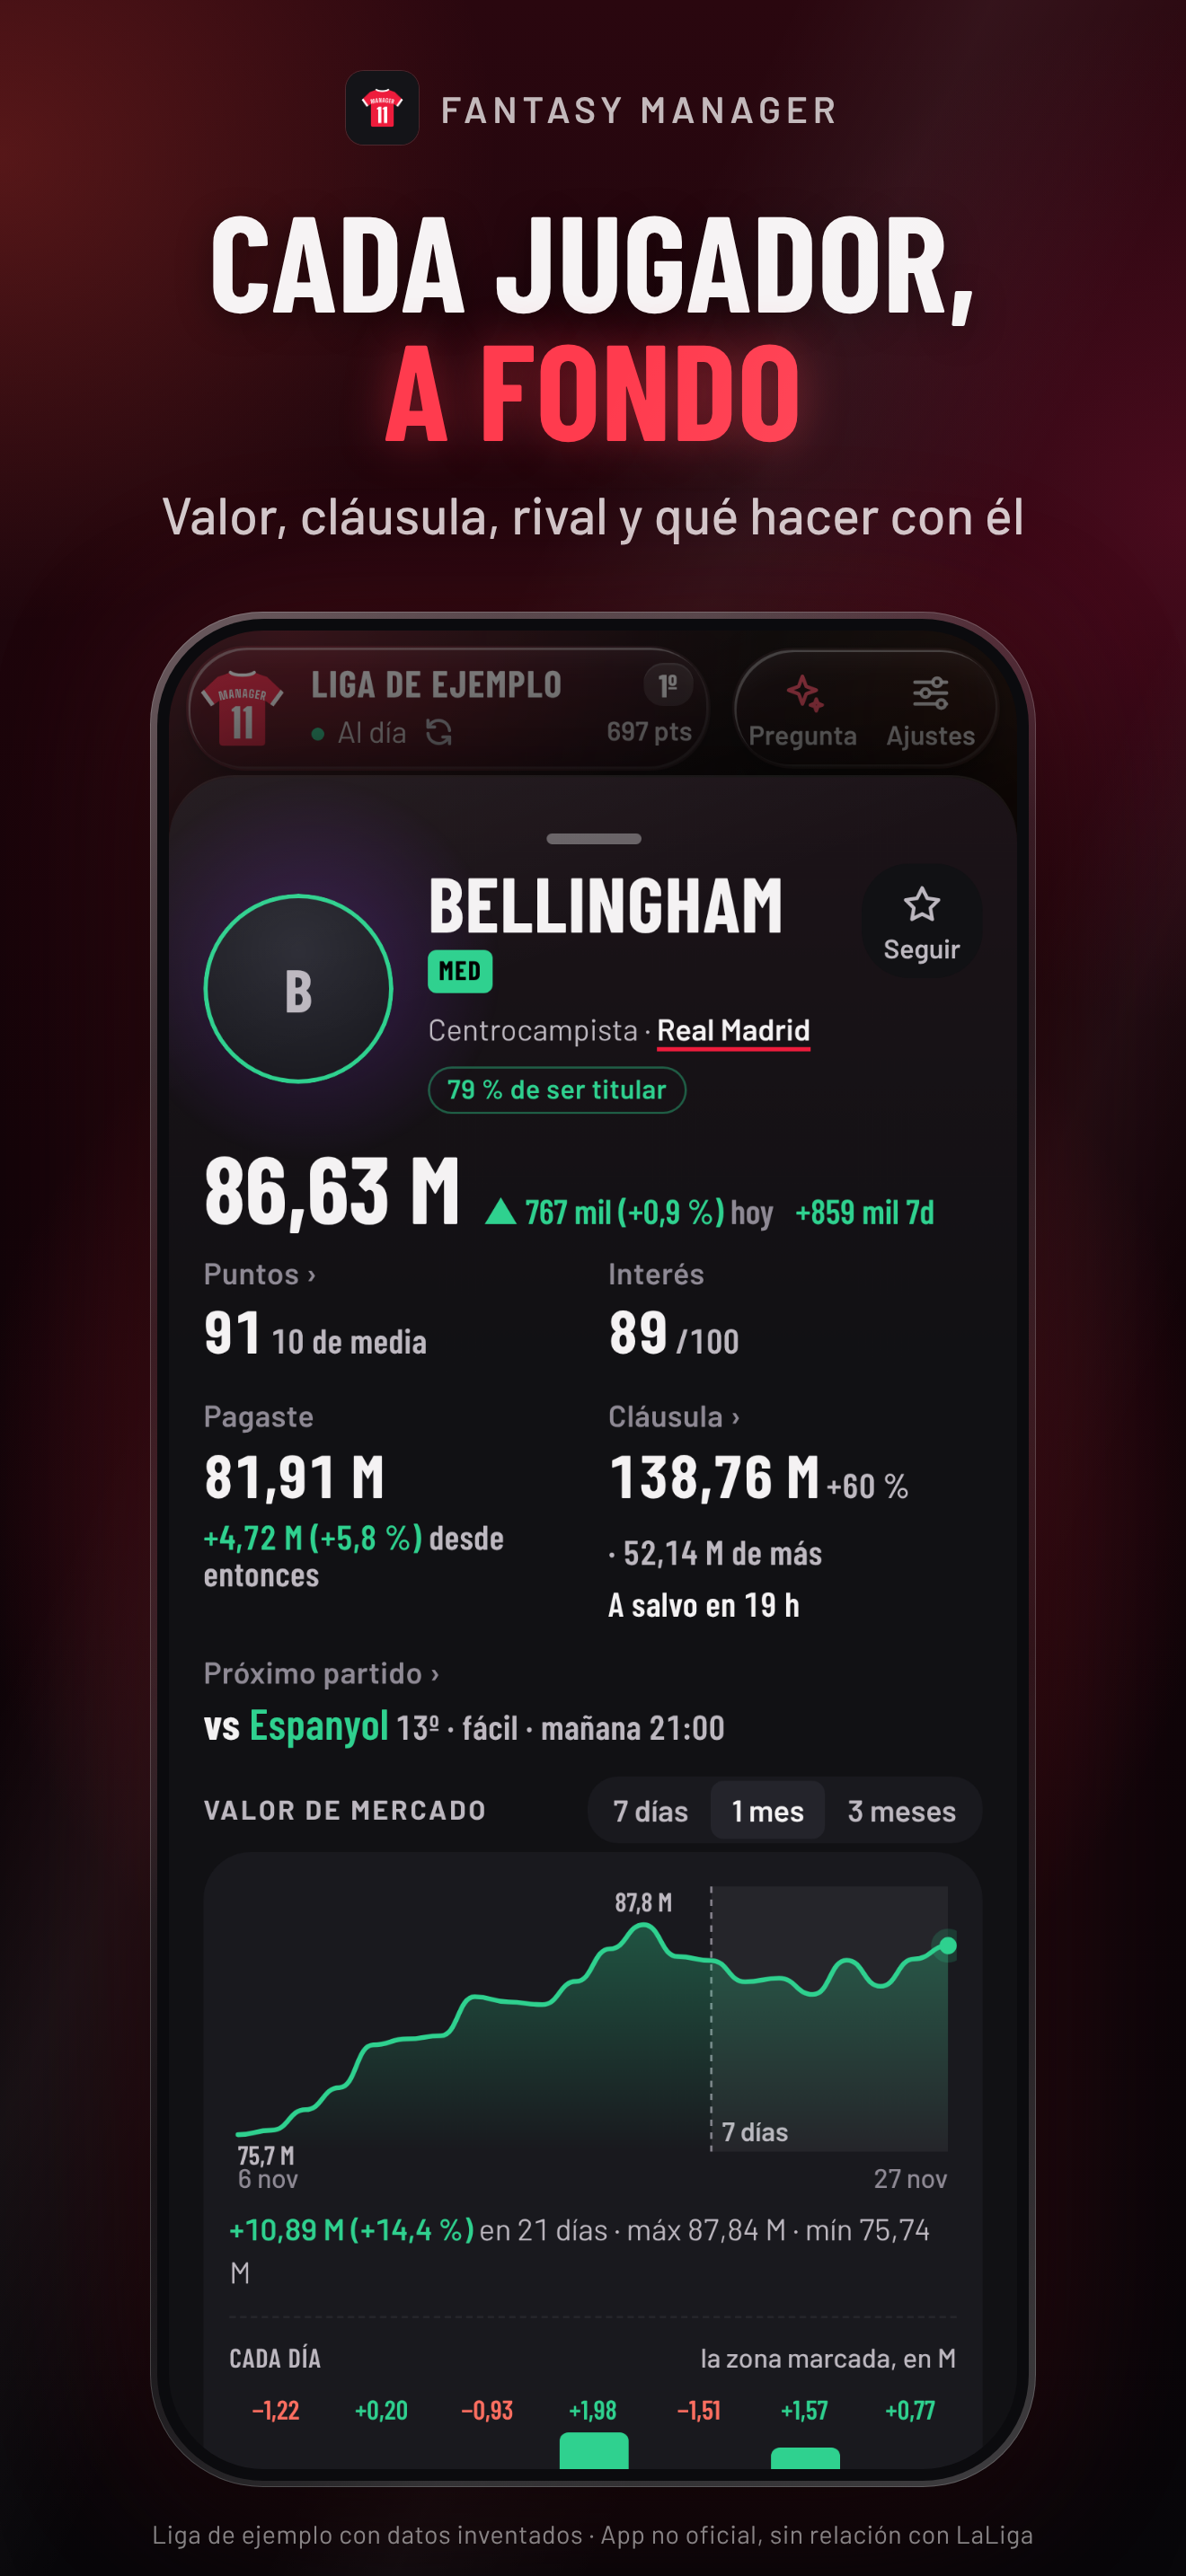 MANAGER
11
FANTASY MANAGER
CADA JUGADOR,
A FONDO
Valor, cláusula, rival y qué hacer con él
MANAGER
11
LIGA DE EJEMPLO
1º
Al día
697 pts
Pregunta
Ajustes
B
BELLINGHAM
MED
Seguir
Centrocampista · Real Madrid
79 % de ser titular
86,63 M ▲ 767 mil (+0,9 %) hoy +859 mil 7d
Puntos ›
91 10 de media
Interés
89 /100
Pagaste
81,91 M
+4,72 M (+5,8 %) desde
entonces
Cláusula ›
138,76 M +60 %
· 52,14 M de más
A salvo en 19 h
Próximo partido ›
vs Espanyol 13º · fácil · mañana 21:00
VALOR DE MERCADO
7 días
1 mes
3 meses
87,8 M
7 días
75,7 M
6 nov
27 nov
+10,89 M (+14,4 %) en 21 días · máx 87,84 M · mín 75,74
M
CADA DÍA
la zona marcada, en M
−1,22 +0,20 −0,93 +1,98 −1,51 +1,57 +0,77
Liga de ejemplo con datos inventados · App no oficial, sin relación con LaLiga